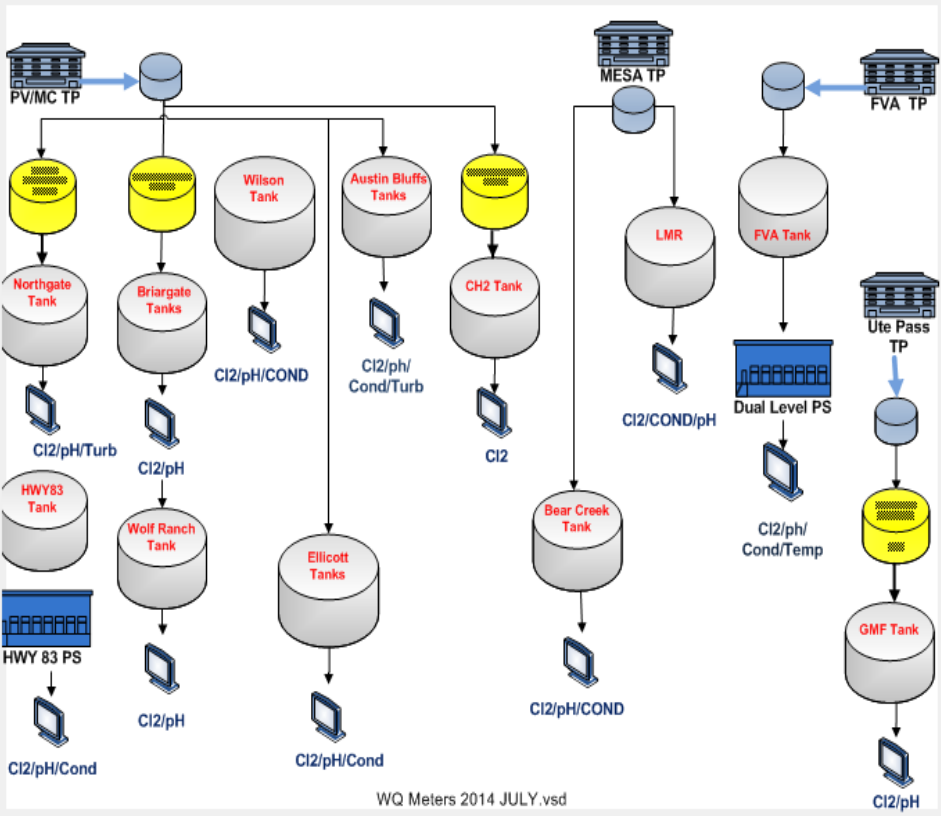 PV/MC TP
MESA TP
FVA TP
Northgate
Tank
Cl2/pH/Turb
HWY83
Tank
HWY 83 PS
Cl2/pH/Cond
Briargate
Tanks
Cl2/pH
Wolf Ranch
Tank
Cl2/pH
Wilson
Tank
Cl2/pH/COND
Ellicott
Tanks
Cl2/pH/Cond
Austin Bluffs
Tanks
Cl2/ph/
Cond/Turb
CH2 Tank
Cl2
Bear Creek
Tank
Cl2/pH/COND
LMR
Cl2/COND/pH
FVA Tank
Dual Level PS
Cl2/ph/
Cond/Temp
Ute Pass
TP
GMF Tank
Cl2/pH
WQ Meters 2014 JULY.vsd